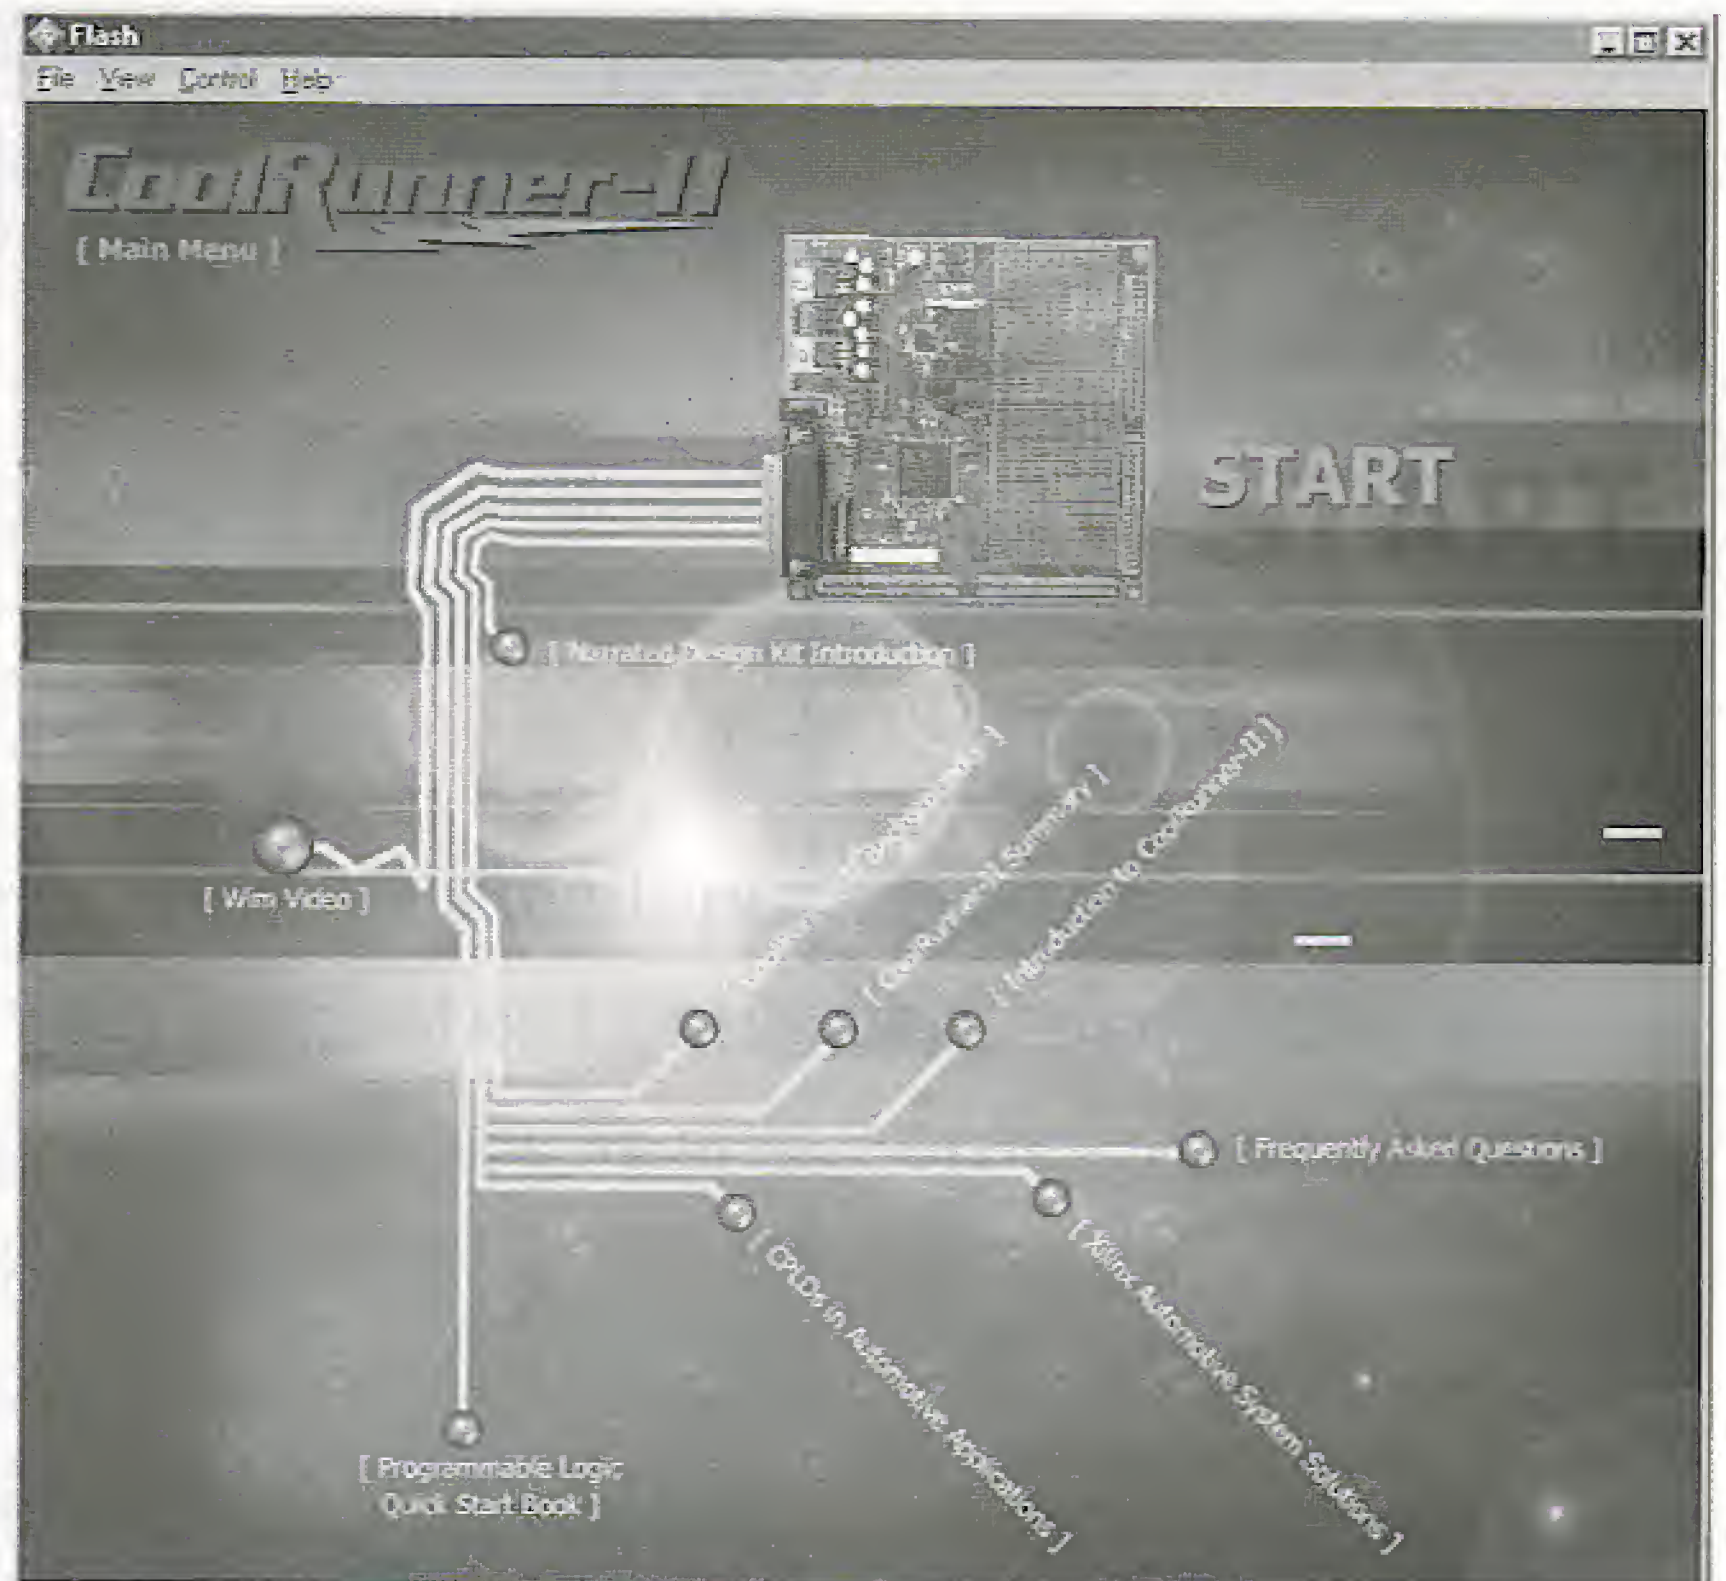 Flash
File View Control Help
CoolRunner-II
[ Main Menu ]
START
[ Narrated Design Kit Introduction ]
[ Wim Video ]
[ CoolRunner-II Summary ]
[ Introduction to CoolRunner-II ]
[ Frequently Asked Questions ]
[ CPLDs in Automotive Applications ]
[ Xilinx Automotive System Solutions ]
[ Programmable Logic
Quick Start Book ]